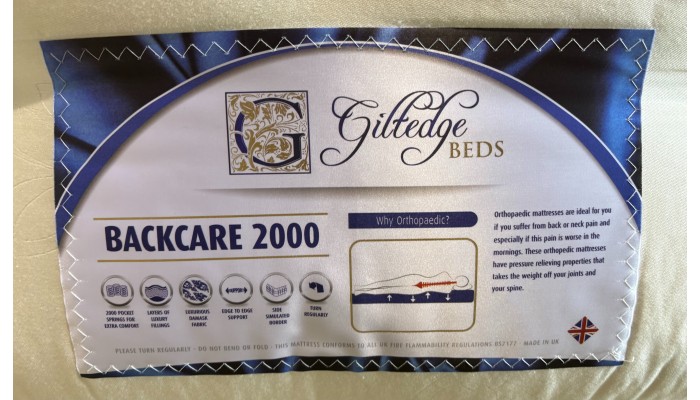 G
Giltedge
BEDS
BACKCARE 2000
2000 POCKET
SPRINGS FOR
EXTRA COMFORT
LAYERS OF
LUXURY
FILLINGS
LUXURIOUS
DAMASK
FABRIC
EDGE TO EDGE
SUPPORT
SIDE
SIMULATED
BORDER
TURN
REGULARLY
Why Orthopaedic?
Orthopaedic mattresses are ideal for you
if you suffer from back or neck pain and
especially if this pain is worse in the
mornings. These orthopedic mattresses
have pressure relieving properties that
takes the weight off your joints and
your spine.
PLEASE TURN REGULARLY - DO NOT BEND OR FOLD - THIS MATTRESS CONFORMS TO ALL UK FIRE FLAMMABILITY REGULATIONS BS7177 MADE IN UK